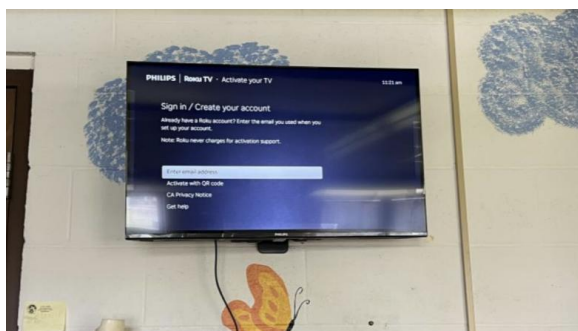 PHILIPS | Roku TV · Activate your TV
11:21 am
Sign in / Create your account
Already have a Roku account? Enter the email you used when you
set up your account.
Note: Roku never charges for activation support.
Enter email address
Activate with QR code
CA Privacy Notice
Get help
PHILIPS